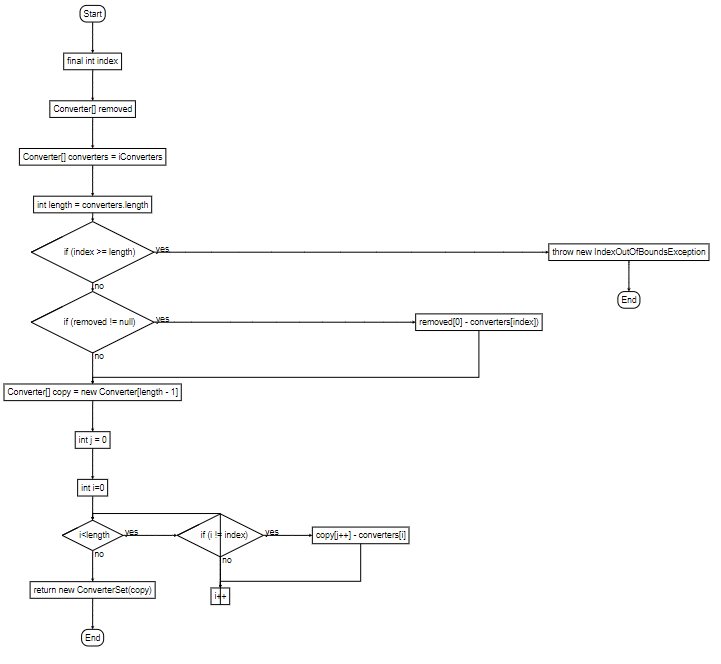 Start
final int index
Converter[] removed
Converter[] converters = iConverters
int length = converters.length
if (index >= length)
yes
throw new IndexOutOfBoundsException
no
End
if (removed != null)
yes
removed[0] - converters[index])
no
Converter[] copy = new Converter[length - 1]
int j = 0
int i=0
i<length
yes
if (i != index)
yes
copy[j++] - converters[i]
no
no
return new ConverterSet(copy)
i++
End